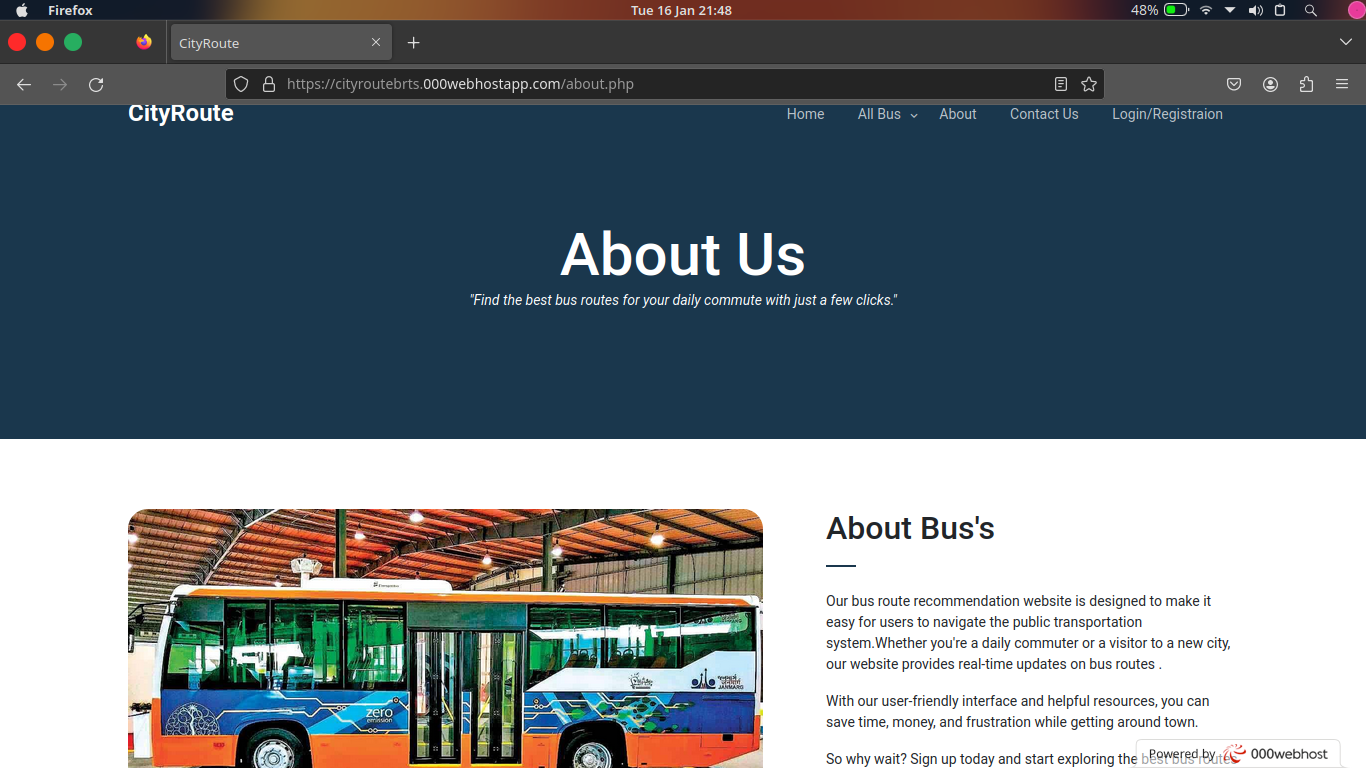 Firefox
Tue 16 Jan 21:48
48%
CityRoute
https://cityroutebrts.000webhostapp.com/about.php
CityRoute
Home
All Bus
About
Contact Us
Login/Registraion
About Us
"Find the best bus routes for your daily commute with just a few clicks."
About Bus's
Our bus route recommendation website is designed to make it
easy for users to navigate the public transportation
system.Whether you're a daily commuter or a visitor to a new city,
our website provides real-time updates on bus routes .
With our user-friendly interface and helpful resources, you can
save time, money, and frustration while getting around town.
So why wait? Sign up today and start exploring the best bus routes
zero
emission
JANMARG
Powered by
000webhost